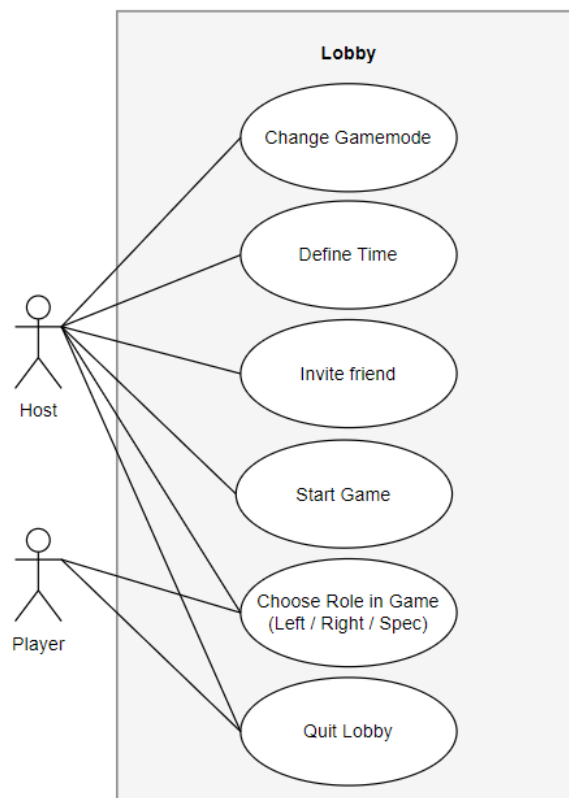 Lobby
Change Gamemode
Define Time
Invite friend
Host
Start Game
Choose Role in Game
(Left / Right / Spec)
Player
Quit Lobby